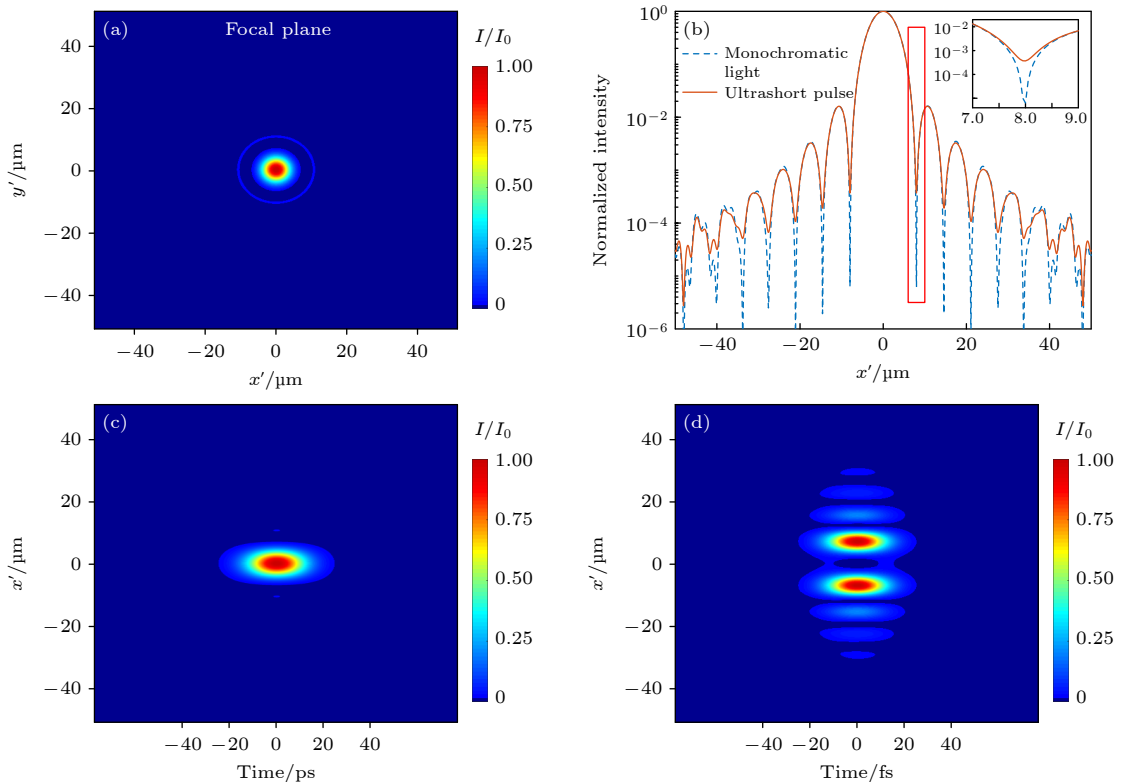 (a)
Focal plane
I/I₀
1.00
0.75
0.50
0.25
0
40
20
0
−20
−40
y′/µm
−40 −20 0 20 40
x′/µm
(b)
Monochromatic
light
Ultrashort pulse
10⁰
10⁻²
10⁻⁴
10⁻⁶
Normalized intensity
−40 −20 0 20 40
x′/µm
10⁻²
10⁻³
10⁻⁴
7.0 8.0 9.0
(c)
I/I₀
1.00
0.75
0.50
0.25
0
40
20
0
−20
−40
x′/µm
−40 −20 0 20 40
Time/ps
(d)
I/I₀
1.00
0.75
0.50
0.25
0
40
20
0
−20
−40
x′/µm
−40 −20 0 20 40
Time/fs